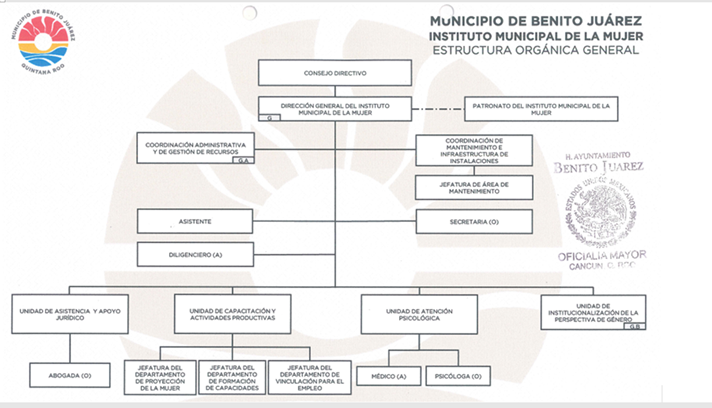 MUNICIPIO DE BENITO JUÁREZ
QUINTANA ROO
MUNICIPIO DE BENITO JUÁREZ
INSTITUTO MUNICIPAL DE LA MUJER
ESTRUCTURA ORGÁNICA GENERAL
CONSEJO DIRECTIVO
DIRECCIÓN GENERAL DEL INSTITUTO
MUNICIPAL DE LA MUJER
G
PATRONATO DEL INSTITUTO MUNICIPAL DE LA
MUJER
COORDINACIÓN ADMINISTRATIVA
Y DE GESTIÓN DE RECURSOS
G.A
COORDINACIÓN DE
MANTENIMIENTO E
INFRAESTRUCTURA DE
INSTALACIONES
JEFATURA DE ÁREA DE
MANTENIMIENTO
H. AYUNTAMIENTO
BENITO JUAREZ
ESTADOS UNIDOS MEXICANOS
OFICIALIA MAYOR
CANCUN, Q. ROO
ASISTENTE
SECRETARIA (O)
DILIGENCIERO (A)
UNIDAD DE ASISTENCIA Y APOYO
JURÍDICO
UNIDAD DE CAPACITACIÓN Y
ACTIVIDADES PRODUCTIVAS
UNIDAD DE ATENCIÓN
PSICOLÓGICA
UNIDAD DE
INSTITUCIONALIZACIÓN DE LA
PERSPECTIVA DE GÉNERO
G.B
ABOGADA (O)
JEFATURA DEL
DEPARTAMENTO
DE PROYECCIÓN
DE LA MUJER
JEFATURA DEL
DEPARTAMENTO
DE FORMACIÓN
DE CAPACIDADES
JEFATURA DEL
DEPARTAMENTO DE
VINCULACIÓN PARA EL
EMPLEO
MÉDICO (A)
PSICÓLOGA (O)